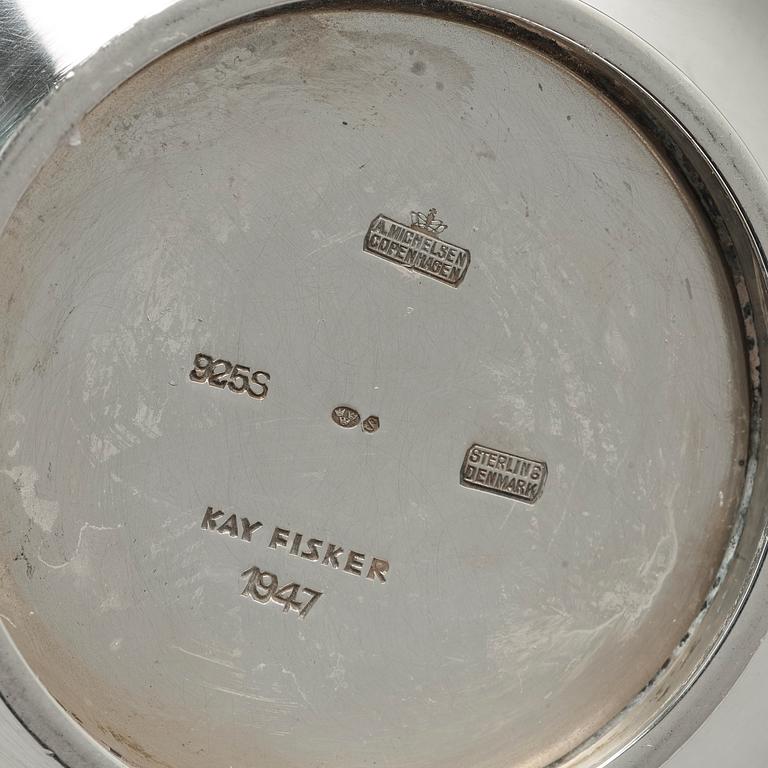 A. MICHELSEN
COPENHAGEN
925S
S
STERLING
DENMARK
KAY FISKER
1947